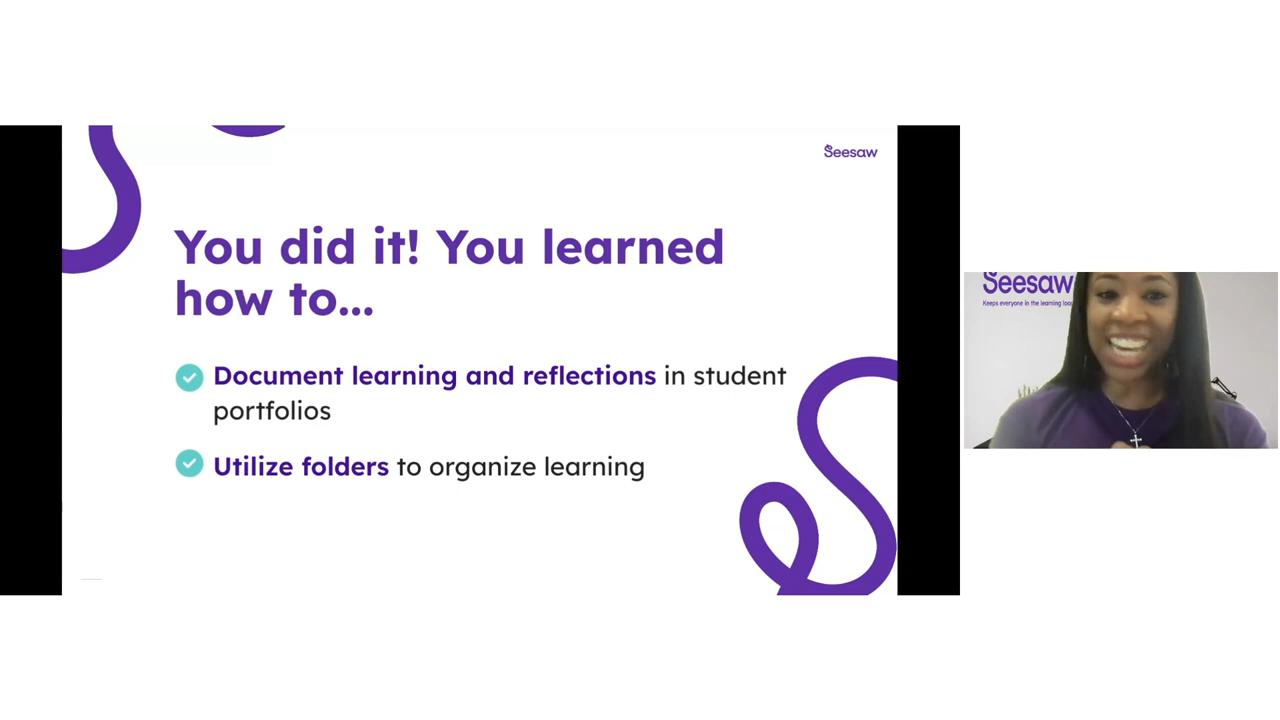 Seesaw
You did it! You learned
how to...
Document learning and reflections in student
portfolios
Utilize folders to organize learning
Seesaw
Keeps everyone in the learning loop